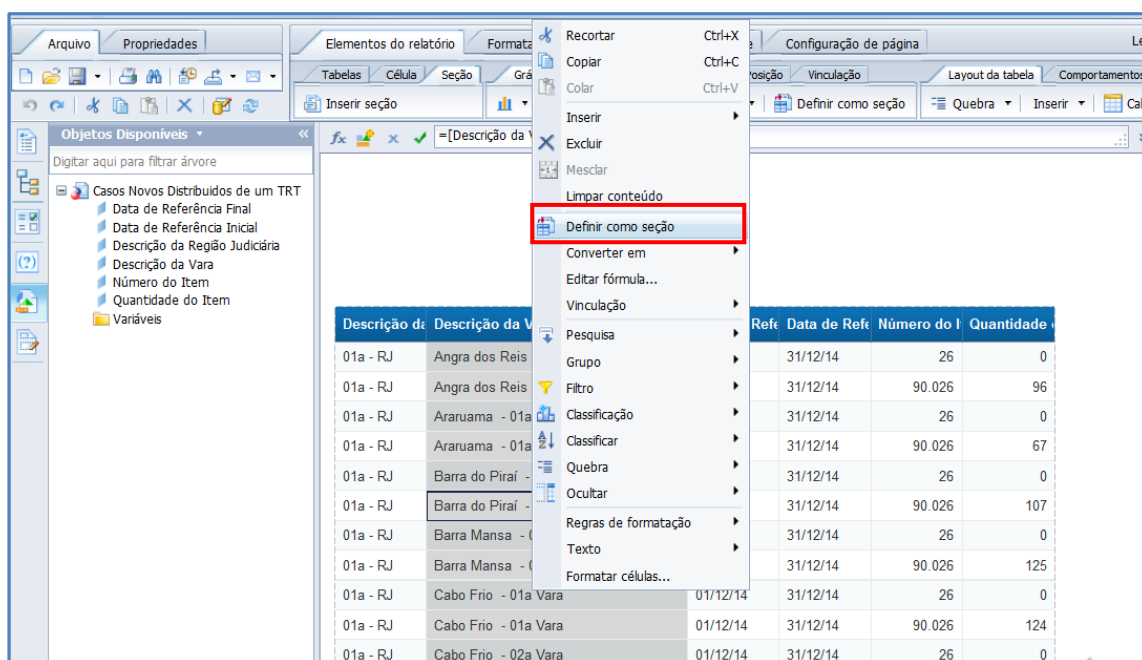 Arquivo Propriedades Elementos do relatório Formata Configuração de página Le
Tabelas Célula Seção Grá osição Vinculação Layout da tabela Comportamentos
Inserir seção Definir como seção Quebra Inserir Cal
Objetos Disponíveis
Digitar aqui para filtrar árvore
Casos Novos Distribuidos de um TRT
Data de Referência Final
Data de Referência Inicial
Descrição da Região Judiciária
Descrição da Vara
Número do Item
Quantidade do Item
Variáveis
=[Descrição da V
Recortar Ctrl+X
Copiar Ctrl+C
Colar Ctrl+V
Inserir
Excluir
Mesclar
Limpar conteúdo
Definir como seção
Converter em
Editar fórmula...
Vinculação
Pesquisa
Grupo
Filtro
Classificação
Classificar
Quebra
Ocultar
Regras de formatação
Texto
Formatar células...
Descrição da Descrição da V Refe Data de Refe Número do I Quantidade
01a - RJ Angra dos Reis 31/12/14 26 0
01a - RJ Angra dos Reis 31/12/14 90.026 96
01a - RJ Araruama - 01a 31/12/14 26 0
01a - RJ Araruama - 01a 31/12/14 90.026 67
01a - RJ Barra do Piraí - 31/12/14 26 0
01a - RJ Barra do Piraí - 31/12/14 90.026 107
01a - RJ Barra Mansa - 0 31/12/14 26 0
01a - RJ Barra Mansa - 0 31/12/14 90.026 125
01a - RJ Cabo Frio - 01a Vara 01/12/14 31/12/14 26 0
01a - RJ Cabo Frio - 01a Vara 01/12/14 31/12/14 90.026 124
01a - RJ Cabo Frio - 02a Vara 01/12/14 31/12/14 26 0